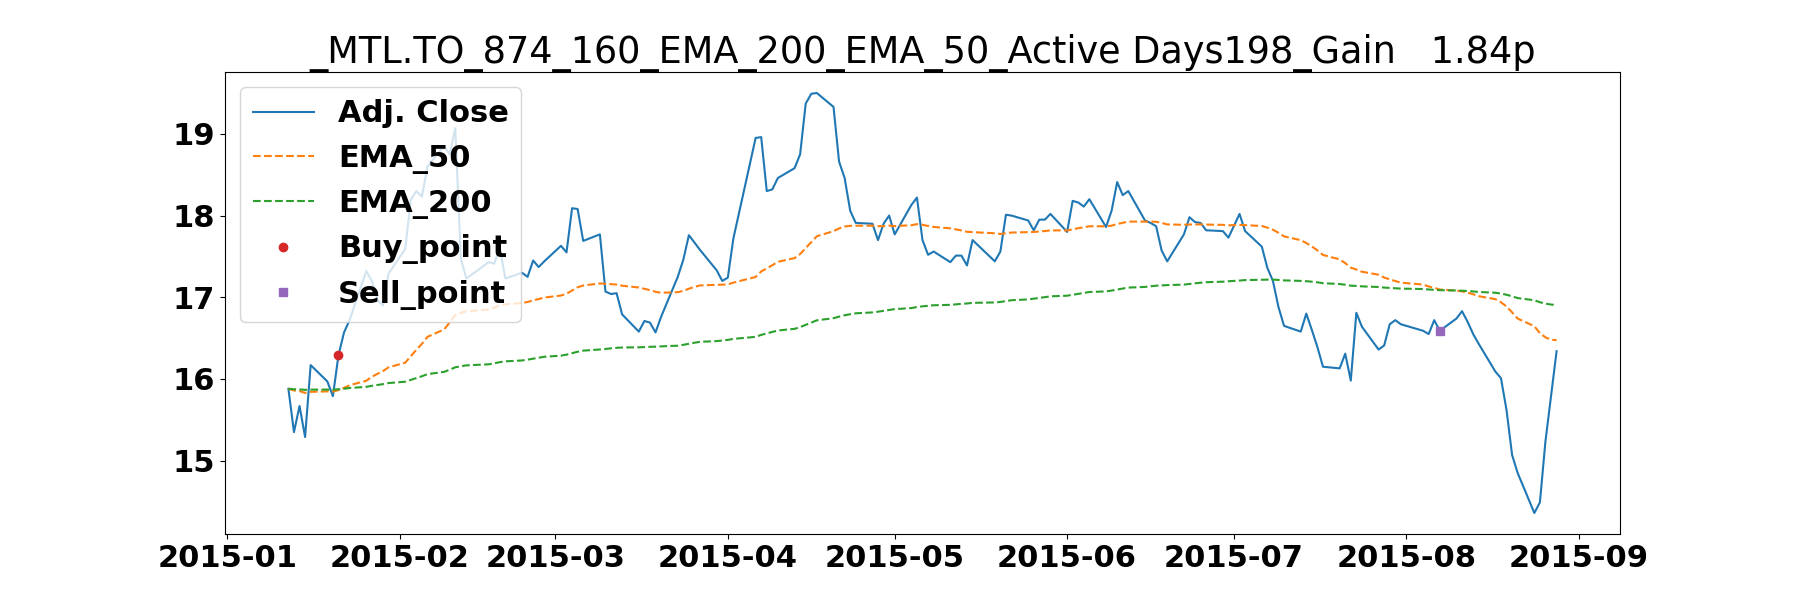 _MTL.TO_874_160_EMA_200_EMA_50_Active Days198_Gain   1.84p
Adj. Close
EMA_50
EMA_200
Buy_point
Sell_point
19
18
17
16
15
2015-01 2015-02 2015-03 2015-04 2015-05 2015-06 2015-07 2015-08 2015-09